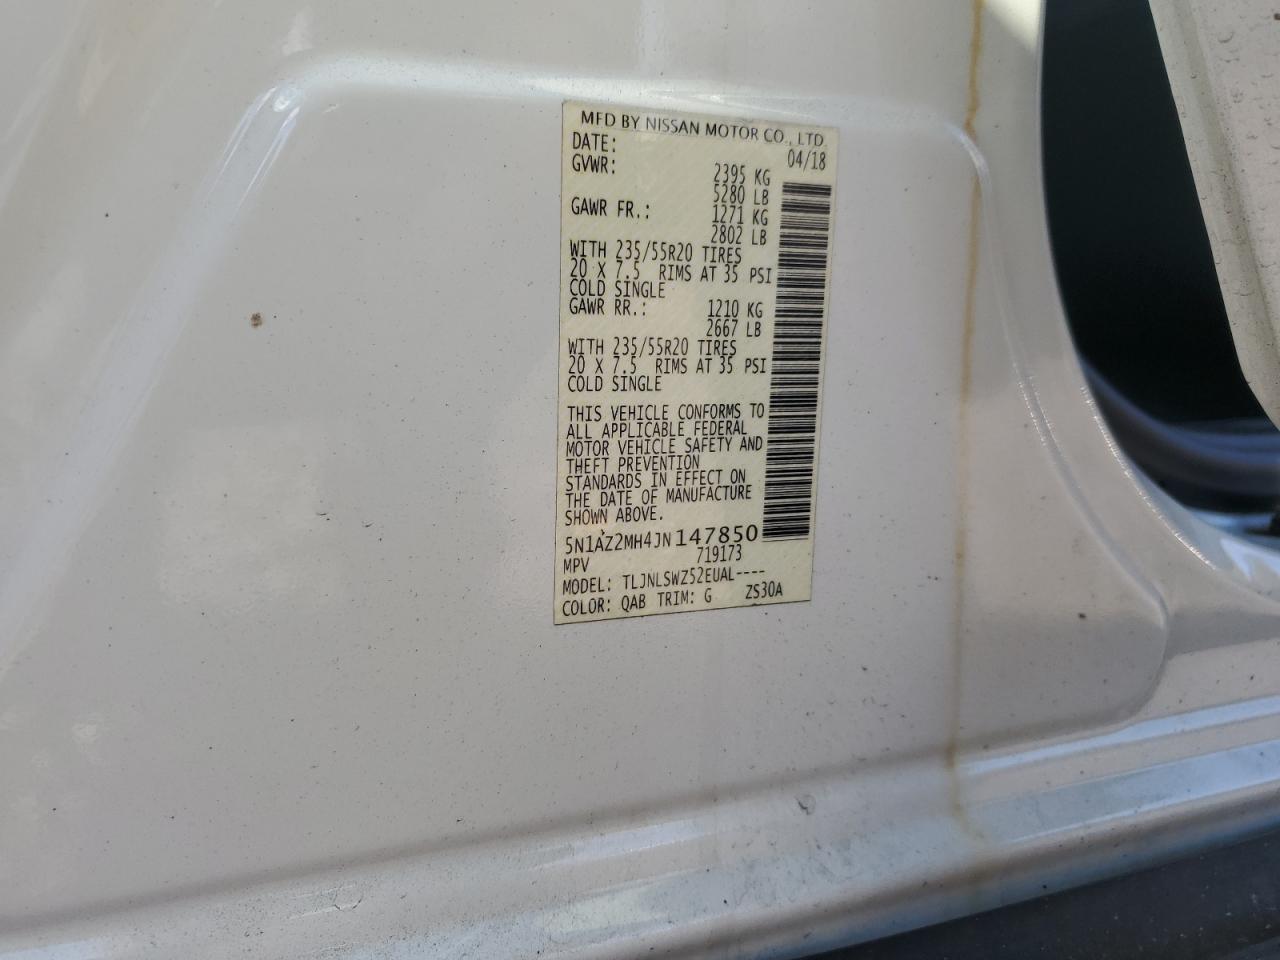 MFD BY NISSAN MOTOR CO., LTD.
DATE: 04/18
GVWR: 2395 KG
5280 LB
GAWR FR.: 1271 KG
2802 LB
WITH 235/55R20 TIRES
20 X 7.5 RIMS AT 35 PSI
COLD SINGLE
GAWR RR.: 1210 KG
2667 LB
WITH 235/55R20 TIRES
20 X 7.5 RIMS AT 35 PSI
COLD SINGLE
THIS VEHICLE CONFORMS TO
ALL APPLICABLE FEDERAL
MOTOR VEHICLE SAFETY AND
THEFT PREVENTION
STANDARDS IN EFFECT ON
THE DATE OF MANUFACTURE
SHOWN ABOVE.
5N1AZ2MH4JN147850
MPV 719173
MODEL: TLJNLSWZ52EUAL----
COLOR: QAB TRIM: G ZS30A